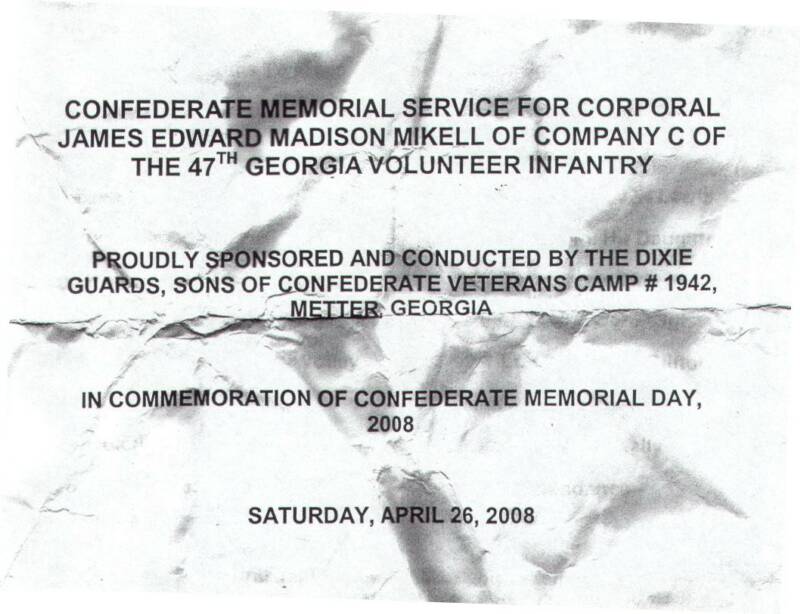 CONFEDERATE MEMORIAL SERVICE FOR CORPORAL
JAMES EDWARD MADISON MIKELL OF COMPANY C OF
THE 47TH GEORGIA VOLUNTEER INFANTRY
PROUDLY SPONSORED AND CONDUCTED BY THE DIXIE
GUARDS, SONS OF CONFEDERATE VETERANS CAMP # 1942,
METTER, GEORGIA
IN COMMEMORATION OF CONFEDERATE MEMORIAL DAY,
2008
SATURDAY, APRIL 26, 2008